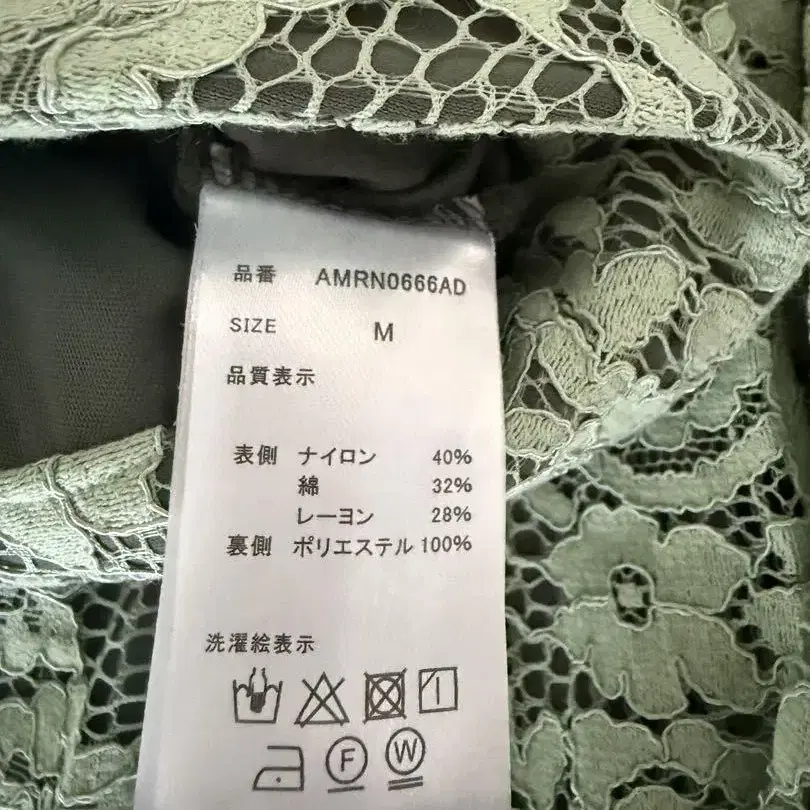 品番 AMRN0666AD
SIZE M
品質表示
表側 ナイロン 40%
綿 32%
レーヨン 28%
裏側 ポリエステル 100%
洗濯絵表示
F W